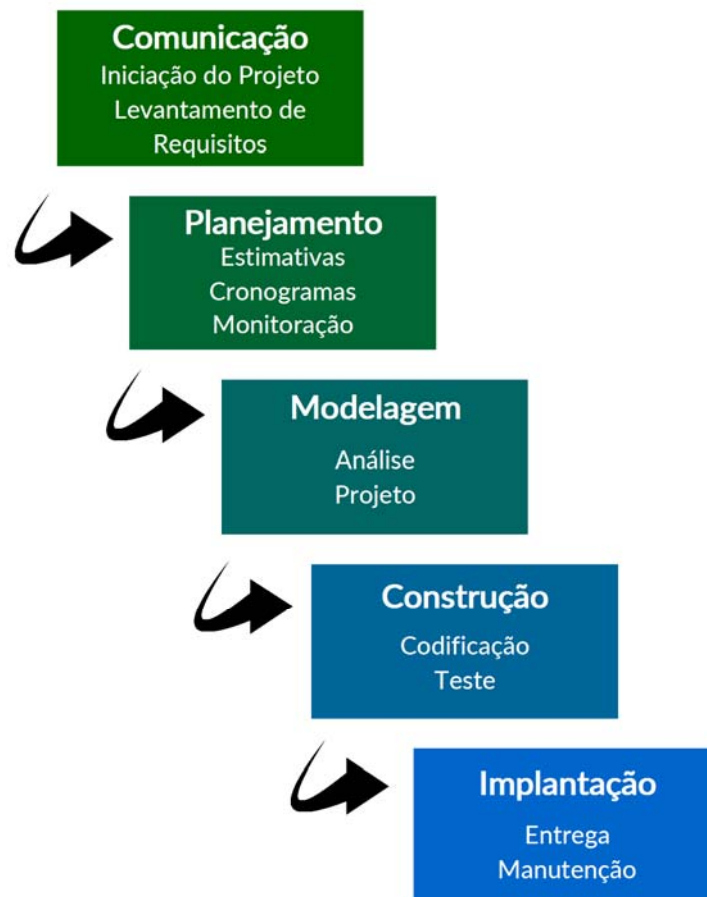 Comunicação
Iniciação do Projeto
Levantamento de
Requisitos
Planejamento
Estimativas
Cronogramas
Monitoração
Modelagem
Análise
Projeto
Construção
Codificação
Teste
Implantação
Entrega
Manutenção